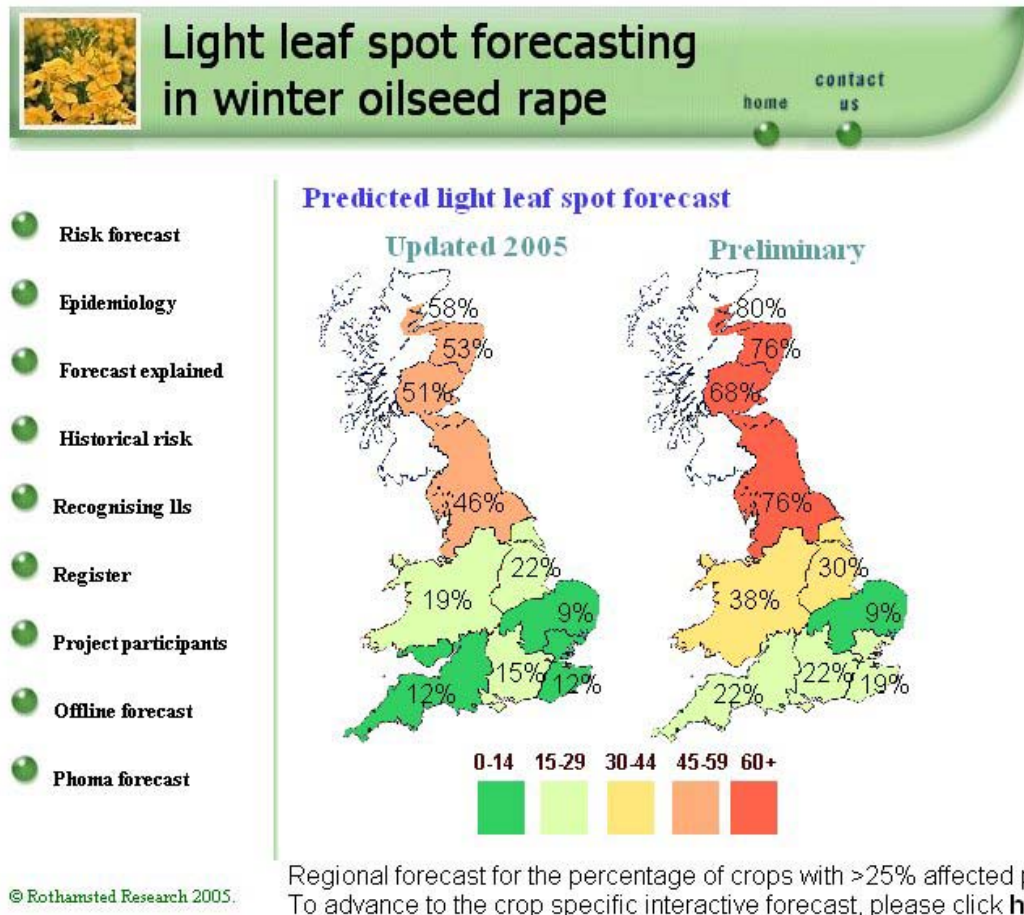 Light leaf spot forecasting
in winter oilseed rape
home
contact
us
Risk forecast
Epidemiology
Forecast explained
Historical risk
Recognising lls
Register
Project participants
Offline forecast
Phoma forecast
© Rothamsted Research 2005.
Predicted light leaf spot forecast
Updated 2005
58%
53%
51%
46%
22%
19%
9%
15%
12%
12%
Preliminary
80%
76%
68%
76%
30%
38%
9%
22%
19%
22%
0-14 15-29 30-44 45-59 60+
Regional forecast for the percentage of crops with >25% affected p
To advance to the crop specific interactive forecast, please click h